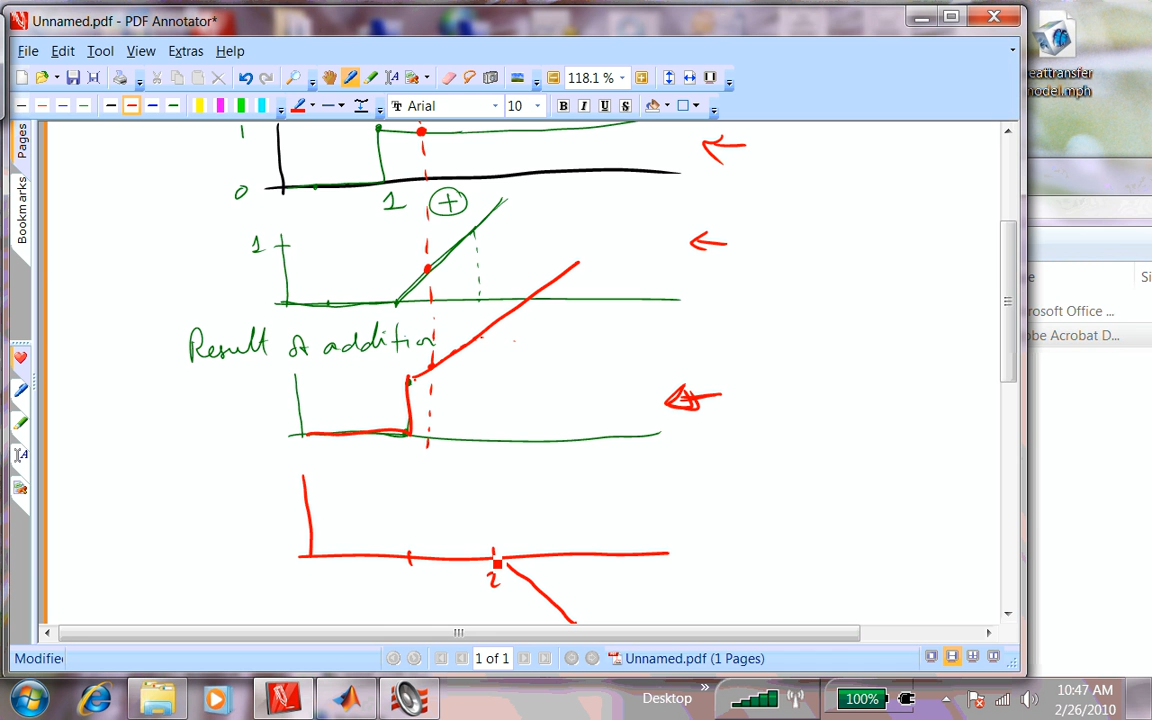 Unnamed.pdf - PDF Annotator*
File Edit Tool View Extras Help
118.1 %
Arial 10 B I U S
eattransfer
model.mph
Pages
Bookmarks
1
0
1 +
1
Result of addition
2
Si
rosoft Office ...
obe Acrobat D...
Modified
1 of 1 Unnamed.pdf (1 Pages)
Desktop » 100% 10:47 AM
2/26/2010